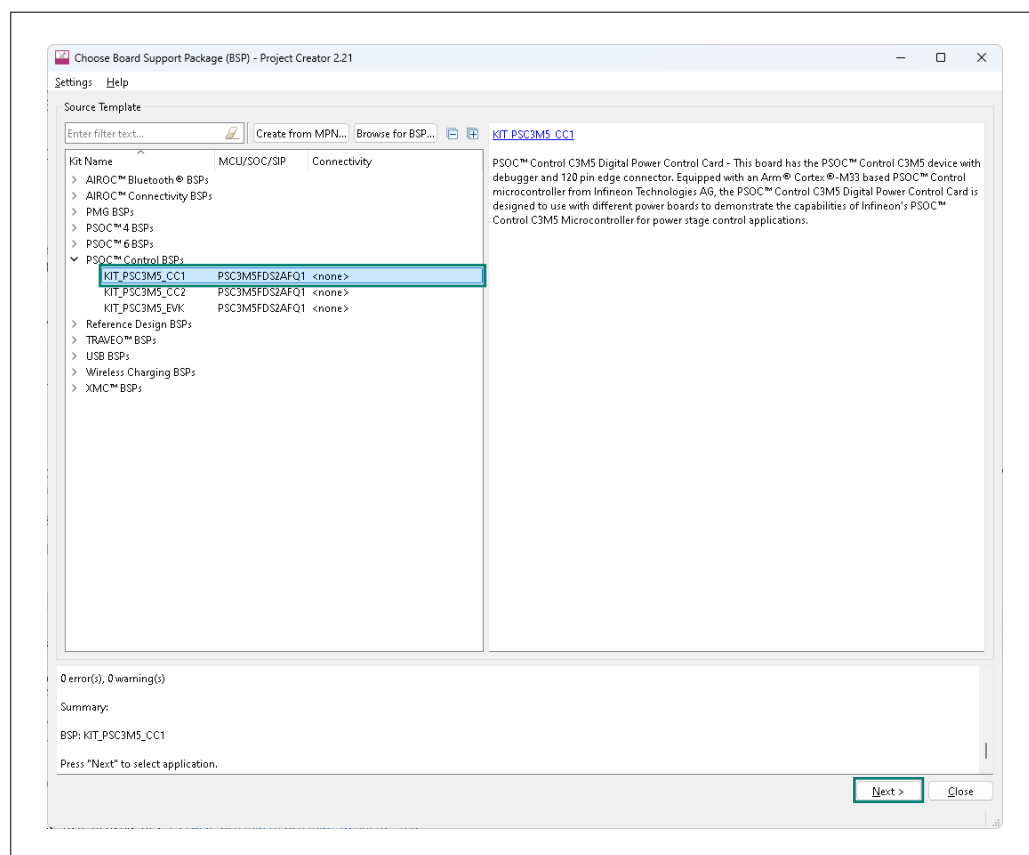 Choose Board Support Package (BSP) - Project Creator 2.21
Settings Help
Source Template
Enter filter text... Create from MPN... Browse for BSP...
Kit Name MCU/SOC/SIP Connectivity
AIROC™ Bluetooth® BSPs
AIROC™ Connectivity BSPs
PMG BSPs
PSOC™ 4 BSPs
PSOC™ 6 BSPs
PSOC™ Control BSPs
KIT_PSC3M5_CC1 PSC3M5FDS2AFQ1 <none>
KIT_PSC3M5_CC2 PSC3M5FDS2AFQ1 <none>
KIT_PSC3M5_EVK PSC3M5FDS2AFQ1 <none>
Reference Design BSPs
TRAVEO™ BSPs
USB BSPs
Wireless Charging BSPs
XMC™ BSPs
KIT_PSC3M5_CC1
PSOC™ Control C3M5 Digital Power Control Card - This board has the PSOC™ Control C3M5 device with
debugger and 120 pin edge connector. Equipped with an Arm® Cortex®-M33 based PSOC™ Control
microcontroller from Infineon Technologies AG, the PSOC™ Control C3M5 Digital Power Control Card is
designed to use with different power boards to demonstrate the capabilities of Infineon's PSOC™
Control C3M5 Microcontroller for power stage control applications.
0 error(s), 0 warning(s)
Summary:
BSP: KIT_PSC3M5_CC1
Press "Next" to select application.
Next > Close